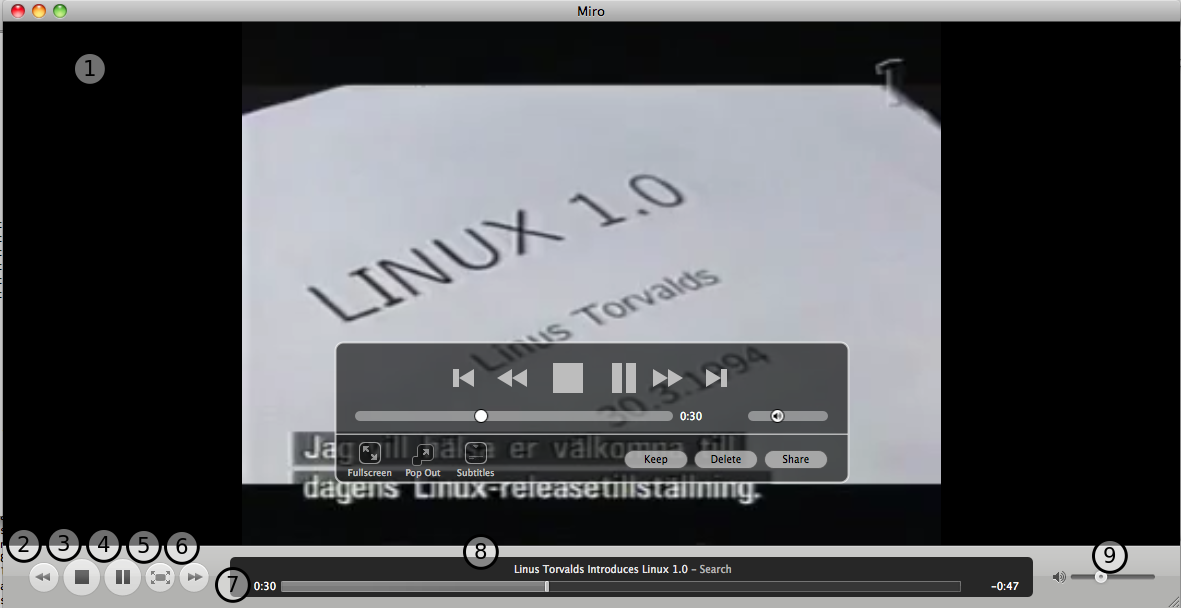 Miro
1
1
LINUX 1.0
Linus Torvalds
30.3.1994
0:30
Jag vill hälsa er välkomna till
Fullscreen Pop Out Subtitles Keep Delete Share
dagens Linux-releasetillställning.
2 3 4 5 6 7 8 9
Linus Torvalds Introduces Linux 1.0 – Search
0:30 -0:47